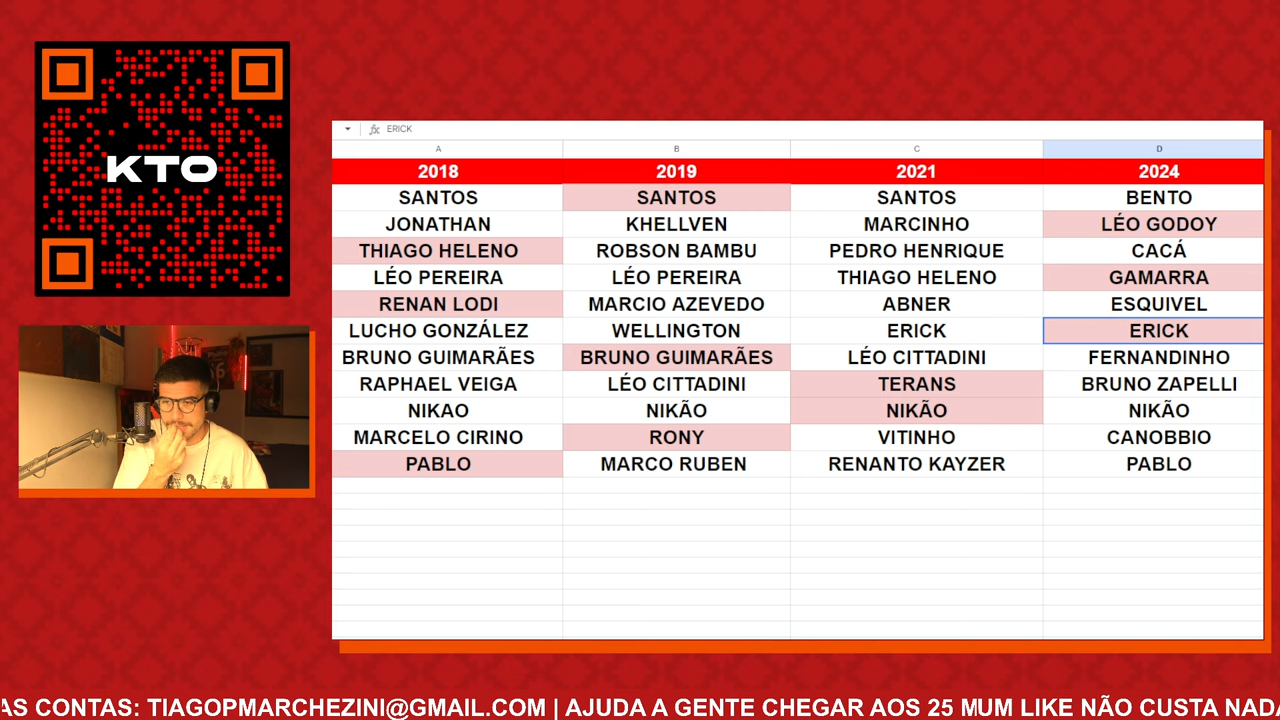 KTO
fx ERICK
A B C D
2018 2019 2021 2024
SANTOS SANTOS SANTOS BENTO
JONATHAN KHELLVEN MARCINHO LÉO GODOY
THIAGO HELENO ROBSON BAMBU PEDRO HENRIQUE CACÁ
LÉO PEREIRA LÉO PEREIRA THIAGO HELENO GAMARRA
RENAN LODI MARCIO AZEVEDO ABNER ESQUIVEL
LUCHO GONZÁLEZ WELLINGTON ERICK ERICK
BRUNO GUIMARÃES BRUNO GUIMARÃES LÉO CITTADINI FERNANDINHO
RAPHAEL VEIGA LÉO CITTADINI TERANS BRUNO ZAPELLI
NIKAO NIKÃO NIKÃO NIKÃO
MARCELO CIRINO RONY VITINHO CANOBBIO
PABLO MARCO RUBEN RENANTO KAYZER PABLO
AS CONTAS: TIAGOPMARCHEZINI@GMAIL.COM | AJUDA A GENTE CHEGAR AOS 25 MUM LIKE NÃO CUSTA NADA